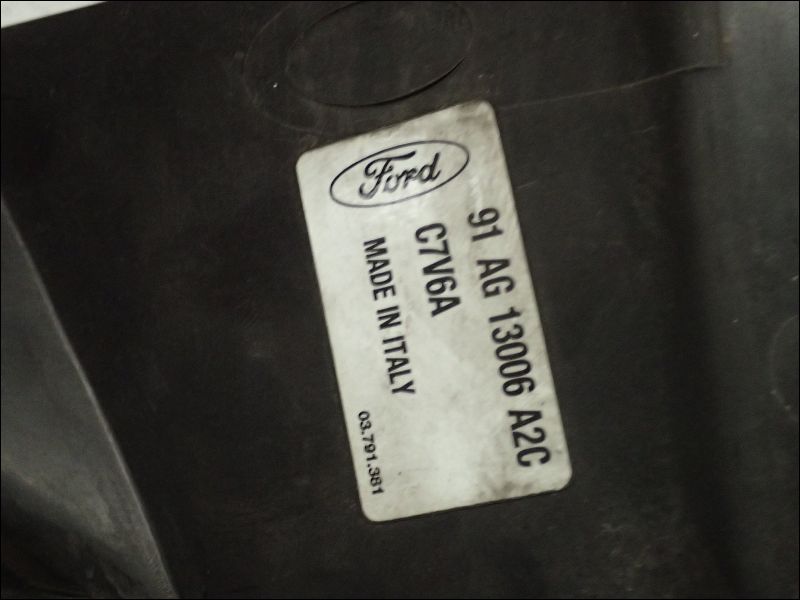 Ford
91 AG 13006 A2C
C7V6A
MADE IN ITALY
03.791.381